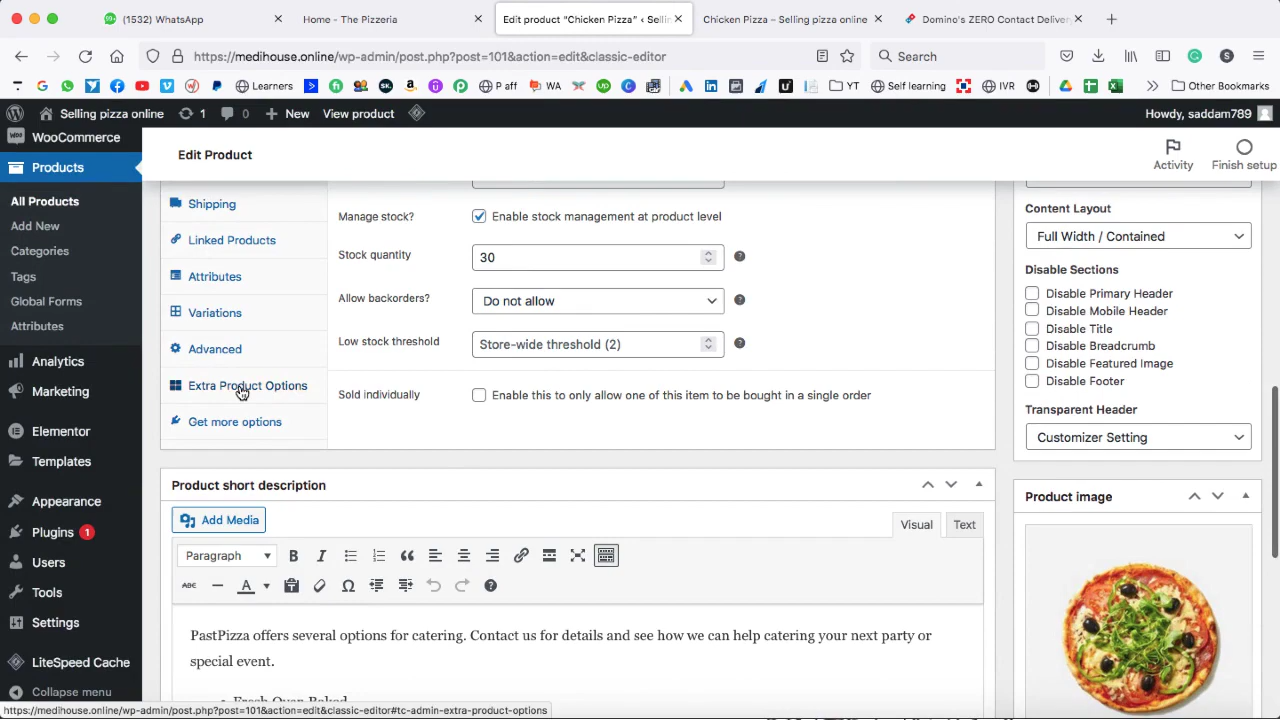 (1532) WhatsApp
Home - The Pizzeria
Edit product "Chicken Pizza" ‹ Sellin
Chicken Pizza – Selling pizza online
Domino's ZERO Contact Delivery
https://medihouse.online/wp-admin/post.php?post=101&action=edit&classic-editor
Search
Learners
P aff
WA
YT
Self learning
IVR
Other Bookmarks
Selling pizza online
1
0
New
View product
Howdy, saddam789
WooCommerce
Products
All Products
Add New
Categories
Tags
Global Forms
Attributes
Analytics
Marketing
Elementor
Templates
Appearance
Plugins 1
Users
Tools
Settings
LiteSpeed Cache
Collapse menu
Edit Product
Activity
Finish setup
Shipping
Linked Products
Attributes
Variations
Advanced
Extra Product Options
Get more options
Manage stock?
Enable stock management at product level
Stock quantity
30
Allow backorders?
Do not allow
Low stock threshold
Store-wide threshold (2)
Sold individually
Enable this to only allow one of this item to be bought in a single order
Product short description
Add Media
Visual
Text
Paragraph
PastPizza offers several options for catering. Contact us for details and see how we can help catering your next party or
special event.
Fresh Oven Baked
Content Layout
Full Width / Contained
Disable Sections
Disable Primary Header
Disable Mobile Header
Disable Title
Disable Breadcrumb
Disable Featured Image
Disable Footer
Transparent Header
Customizer Setting
Product image
https://medihouse.online/wp-admin/post.php?post=101&action=edit&classic-editor#tc-admin-extra-product-options